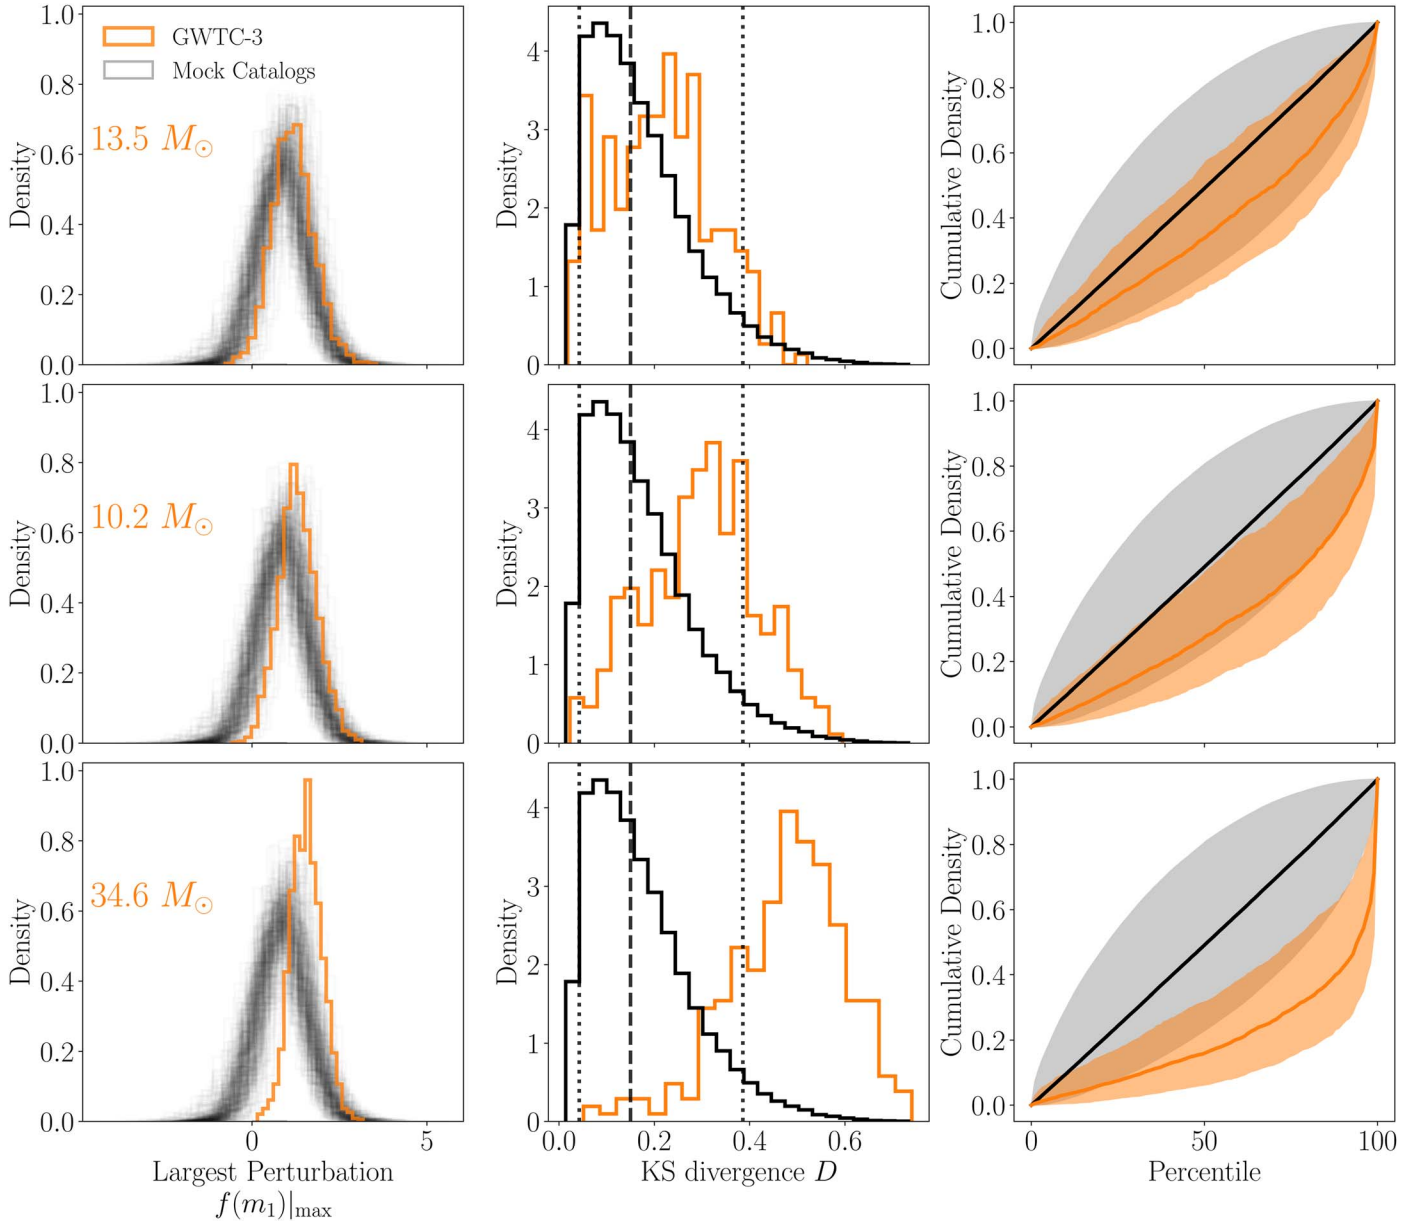 GWTC-3
Mock Catalogs
13.5 M⊙
Density
0.0
0.2
0.4
0.6
0.8
1.0
Density
0
1
2
3
4
Cumulative Density
0.0
0.2
0.4
0.6
0.8
1.0
10.2 M⊙
Density
0.0
0.2
0.4
0.6
0.8
1.0
Density
0
1
2
3
4
Cumulative Density
0.0
0.2
0.4
0.6
0.8
1.0
34.6 M⊙
Density
0.0
0.2
0.4
0.6
0.8
1.0
0 5
Largest Perturbation
f(m₁)|max
Density
0
1
2
3
4
0.0 0.2 0.4 0.6
KS divergence D
Cumulative Density
0.0
0.2
0.4
0.6
0.8
1.0
0 50 100
Percentile